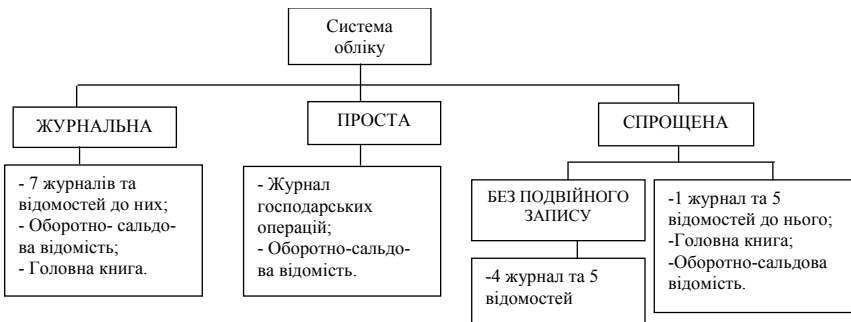 Система
обліку
ЖУРНАЛЬНА
ПРОСТА
СПРОЩЕНА
- 7 журналів та
відомостей до них;
- Оборотно- сальдо-
ва відомість;
- Головна книга.
- Журнал
господарських
операцій;
- Оборотно-сальдо-
ва відомість.
БЕЗ ПОДВІЙНОГО
ЗАПИСУ
-4 журнал та 5
відомостей
-1 журнал та 5
відомостей до нього;
-Головна книга;
-Оборотно-сальдова
відомість.